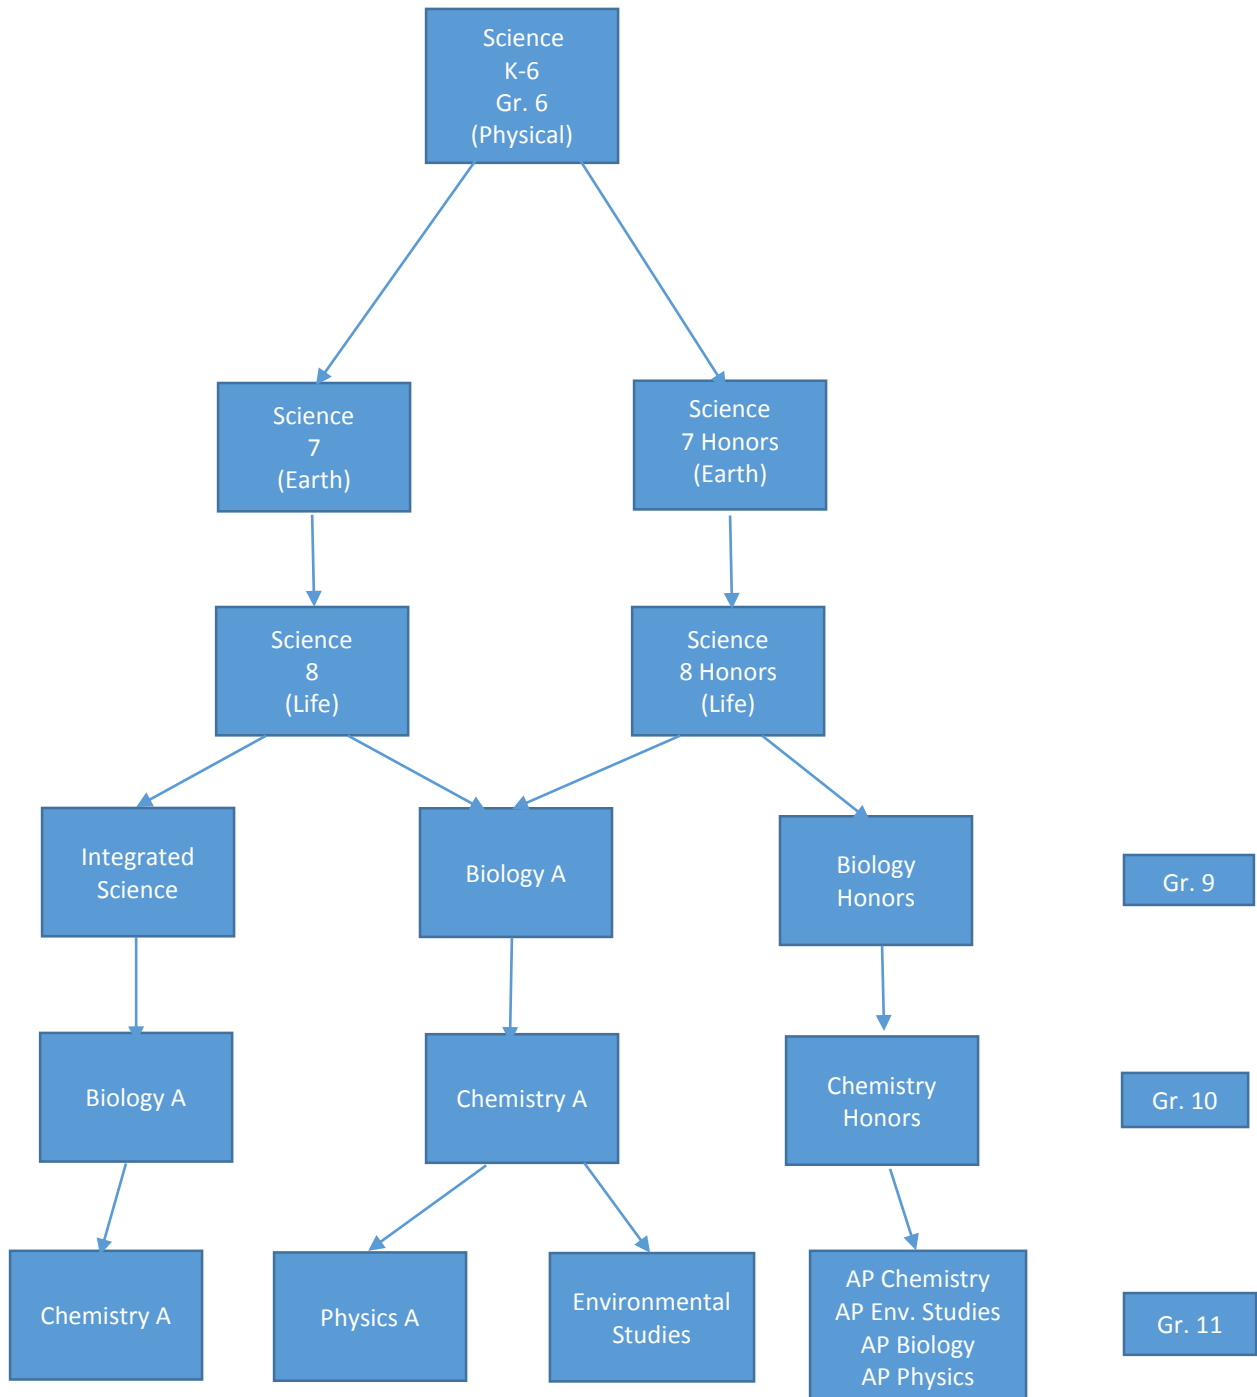 Science
K-6
Gr. 6
(Physical)
Science
7
(Earth)
Science
7 Honors
(Earth)
Science
8
(Life)
Science
8 Honors
(Life)
Integrated
Science
Biology A
Biology
Honors
Gr. 9
Biology A
Chemistry A
Chemistry
Honors
Gr. 10
Chemistry A
Physics A
Environmental
Studies
AP Chemistry
AP Env. Studies
AP Biology
AP Physics
Gr. 11